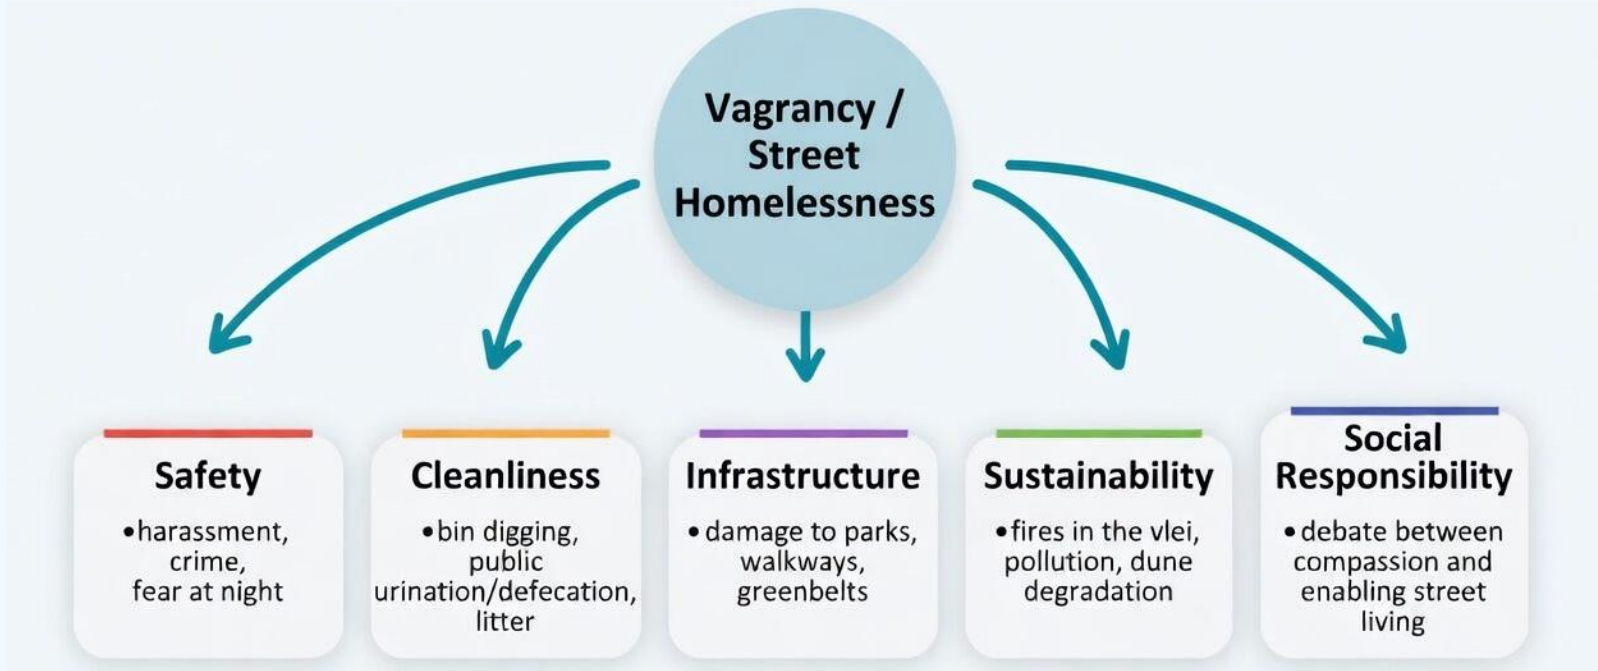 Vagrancy /
Street
Homelessness
Safety
•harassment,
crime,
fear at night
Cleanliness
•bin digging,
public
urination/defecation,
litter
Infrastructure
• damage to parks,
walkways,
greenbelts
Sustainability
•fires in the vlei,
pollution, dune
degradation
Social
Responsibility
• debate between
compassion and
enabling street
living